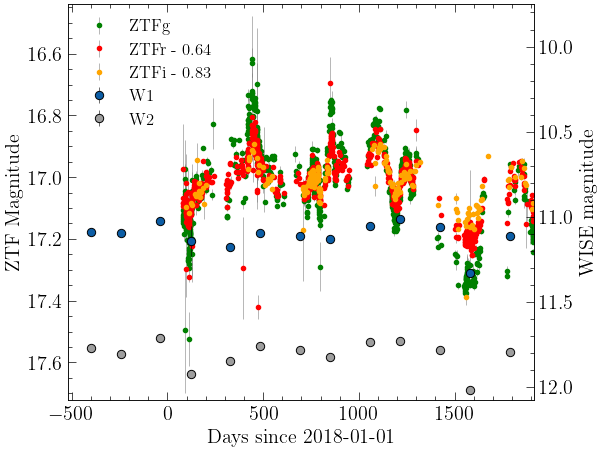 ZTFg
ZTFr - 0.64
ZTFi - 0.83
W1
W2
16.6
16.8
17.0
17.2
17.4
17.6
ZTF Magnitude
10.0
10.5
11.0
11.5
12.0
WISE magnitude
−500 0 500 1000 1500
Days since 2018-01-01